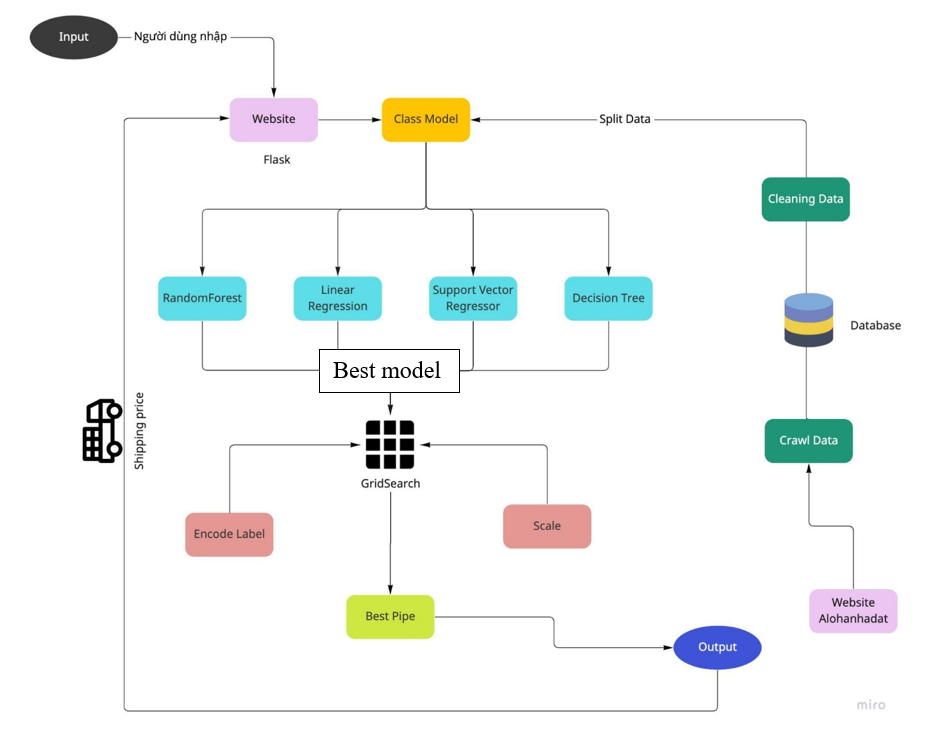 Input
Người dùng nhập
Website
Class Model
Split Data
Flask
Cleaning Data
RandomForest
Linear
Regression
Support Vector
Regressor
Decision Tree
Database
Best model
Shipping price
Crawl Data
GridSearch
Encode Label
Scale
Best Pipe
Website
Alohanhadat
Output
miro